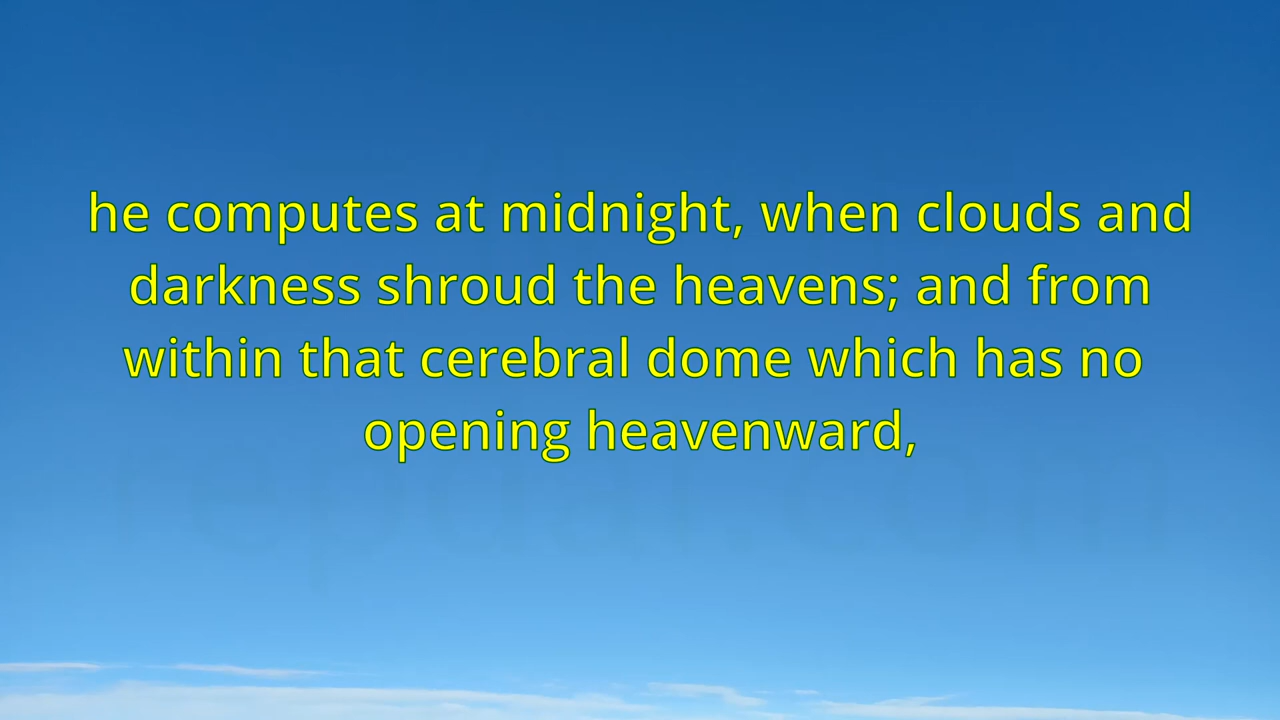 he computes at midnight, when clouds and
darkness shroud the heavens; and from
within that cerebral dome which has no
opening heavenward,